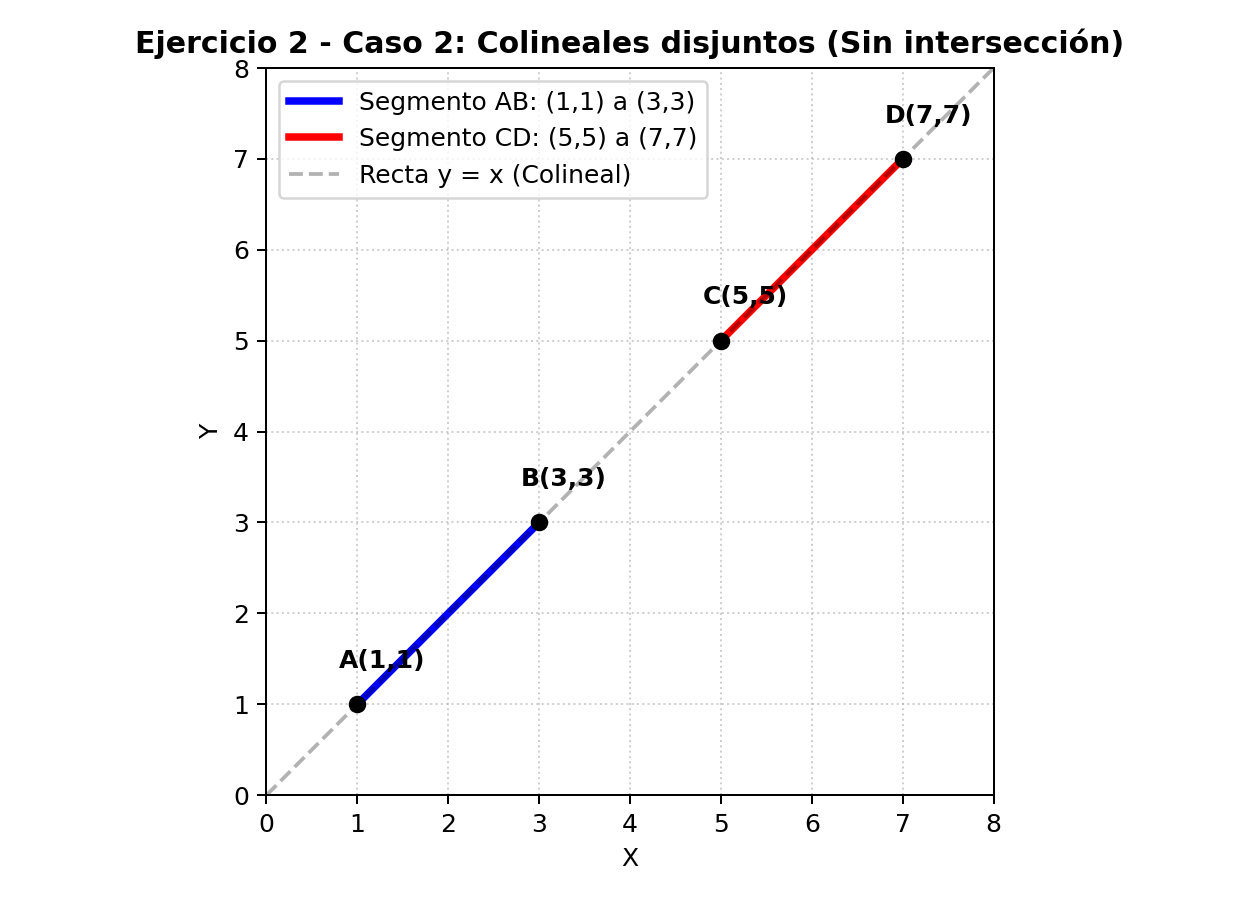 Ejercicio 2 - Caso 2: Colineales disjuntos (Sin intersección)
Segmento AB: (1,1) a (3,3)
Segmento CD: (5,5) a (7,7)
Recta y = x (Colineal)
D(7,7)
C(5,5)
B(3,3)
A(1,1)
8
7
6
5
4
3
2
1
0
Y
0 1 2 3 4 5 6 7 8
X